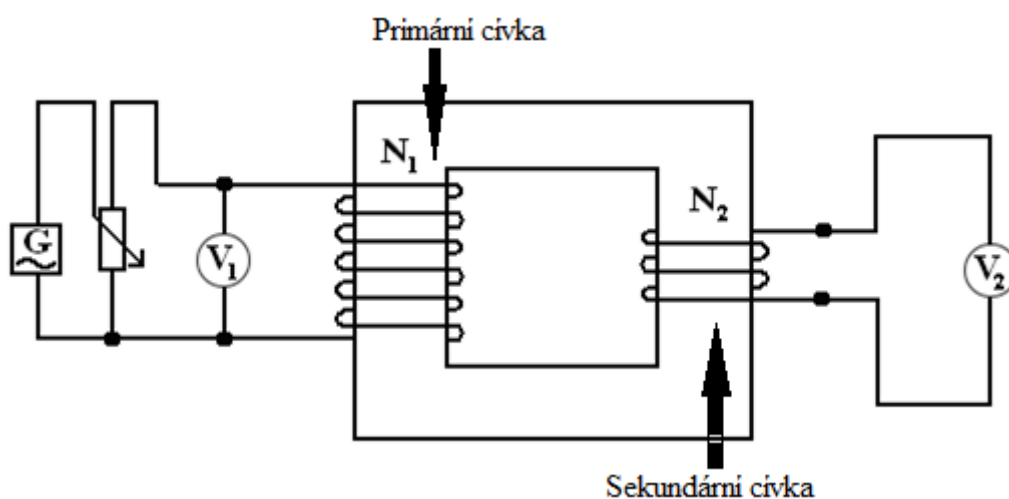 Primární cívka
N₁
N₂
G
V₁
V₂
Sekundární cívka